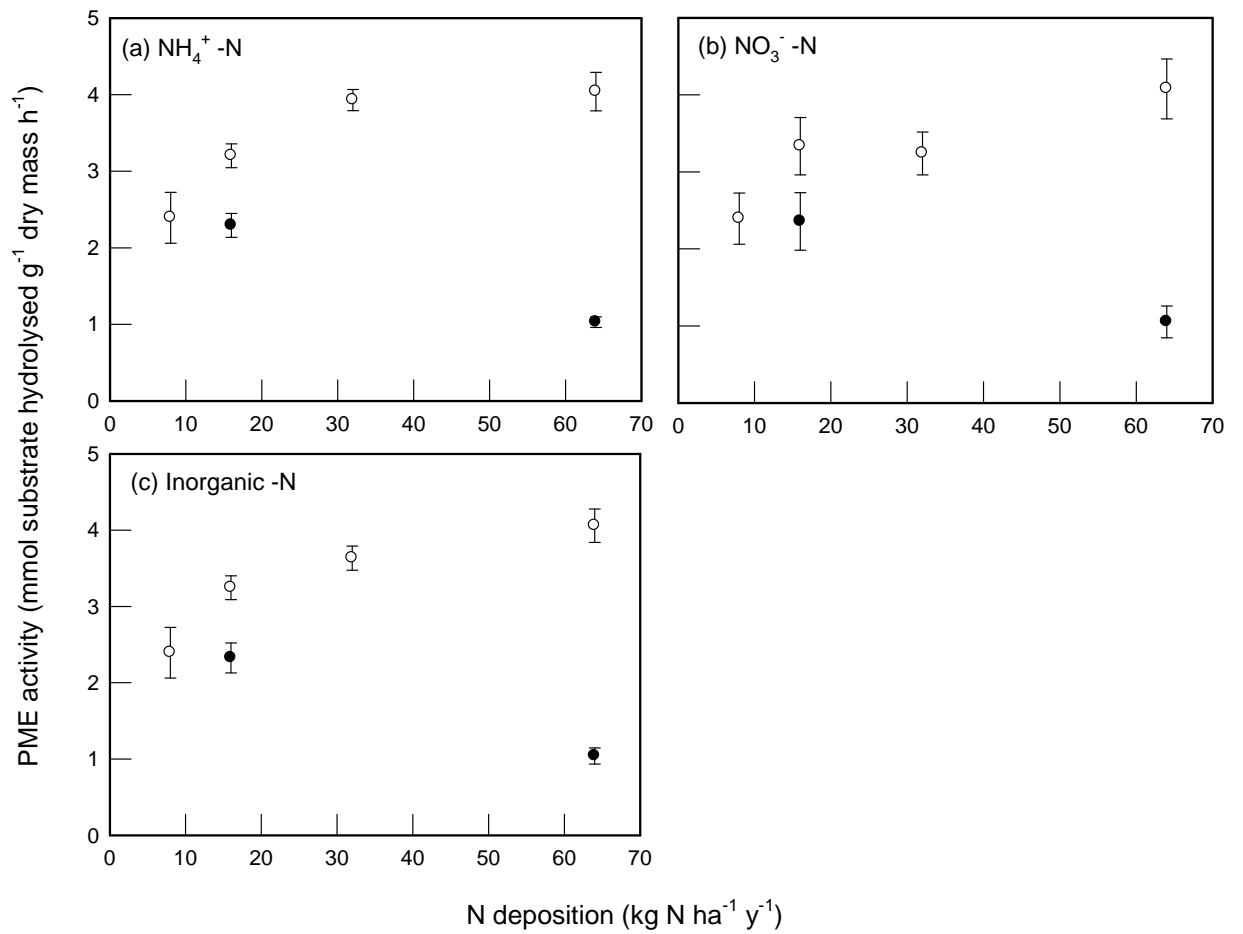 PME activity (mmol substrate hydrolysed g⁻¹ dry mass h⁻¹)
(a) NH₄⁺ -N
5
4
3
2
1
0
0 10 20 30 40 50 60 70
(b) NO₃⁻ -N
0 10 20 30 40 50 60 70
(c) Inorganic -N
5
4
3
2
1
0
0 10 20 30 40 50 60 70
N deposition (kg N ha⁻¹ y⁻¹)